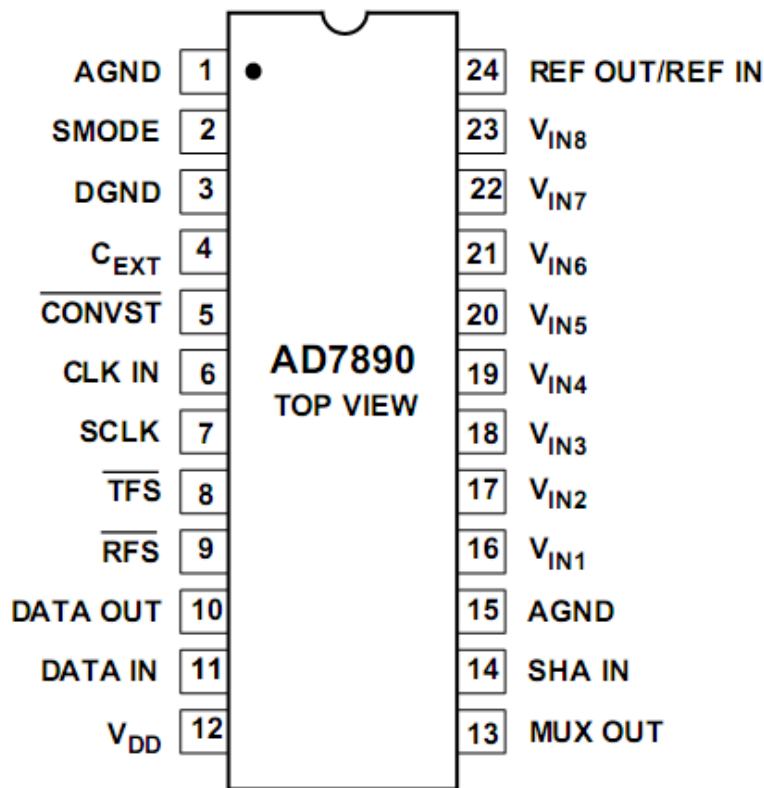 AGND 1 24 REF OUT/REF IN
SMODE 2 23 VIN8
DGND 3 22 VIN7
CEXT 4 21 VIN6
CONVST 5 20 VIN5
CLK IN 6 19 VIN4
AD7890
TOP VIEW
SCLK 7 18 VIN3
TFS 8 17 VIN2
RFS 9 16 VIN1
DATA OUT 10 15 AGND
DATA IN 11 14 SHA IN
VDD 12 13 MUX OUT